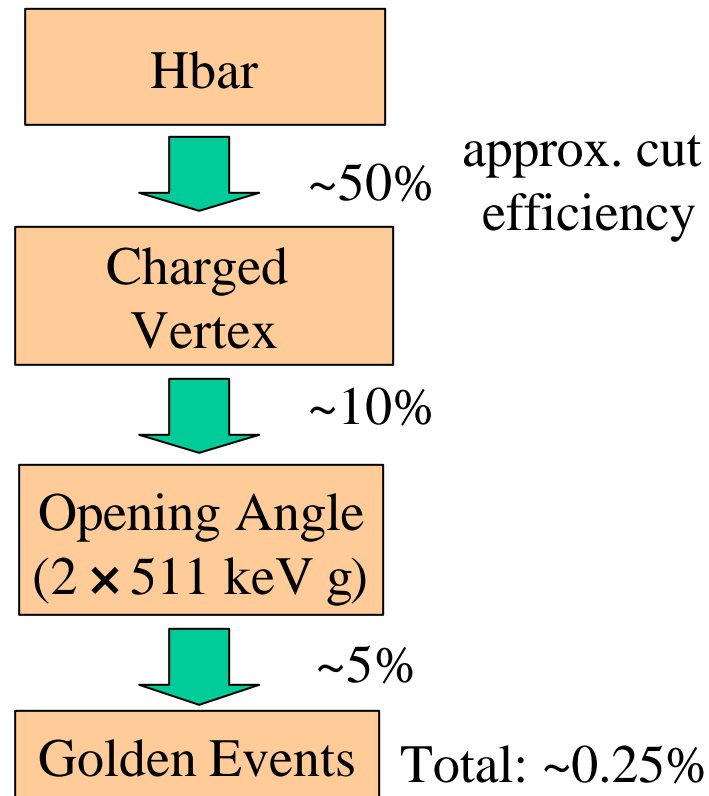 Hbar
approx. cut
efficiency
~50%
Charged
Vertex
~10%
Opening Angle
(2 × 511 keV g)
~5%
Golden Events
Total: ~0.25%